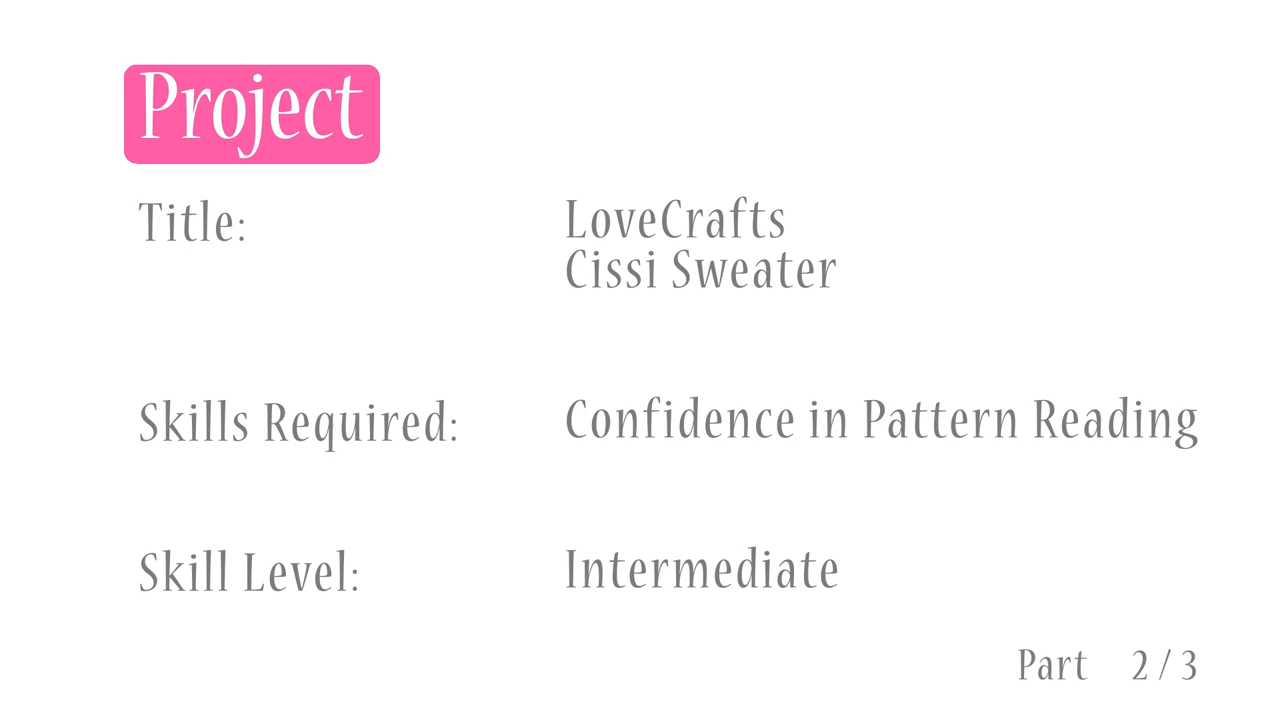 Project
Title: LoveCrafts
Cissi Sweater
Skills Required: Confidence in Pattern Reading
Skill Level: Intermediate
Part 2 / 3